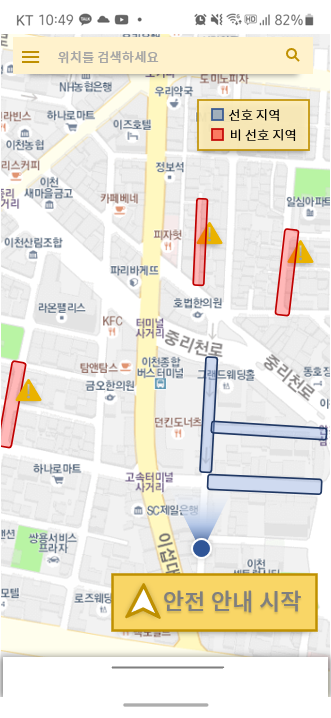 KT 10:49
82%
위치를 검색하세요
도미노피자
NH농협은행
우리약국
선호 지역
비 선호 지역
하나로마트
이즈호텔
이천농협
리스커피
정보석
이천
새마을금고
카페베네
일심아파트
사거리
이천산림조합
피자헛
파리바게뜨
라온팰리스
호법한의원
KFC
터미널
사거리
중리천로
중리천로
탐앤탐스
이천종합
버스터미널
그랜드웨딩홀
금오한의원
던킨도너츠
하나로마트
고속터미널
사거리
SC제일은행
이섭대
쌍용서비스
프라자
이천
안전 안내 시작
로즈웨딩